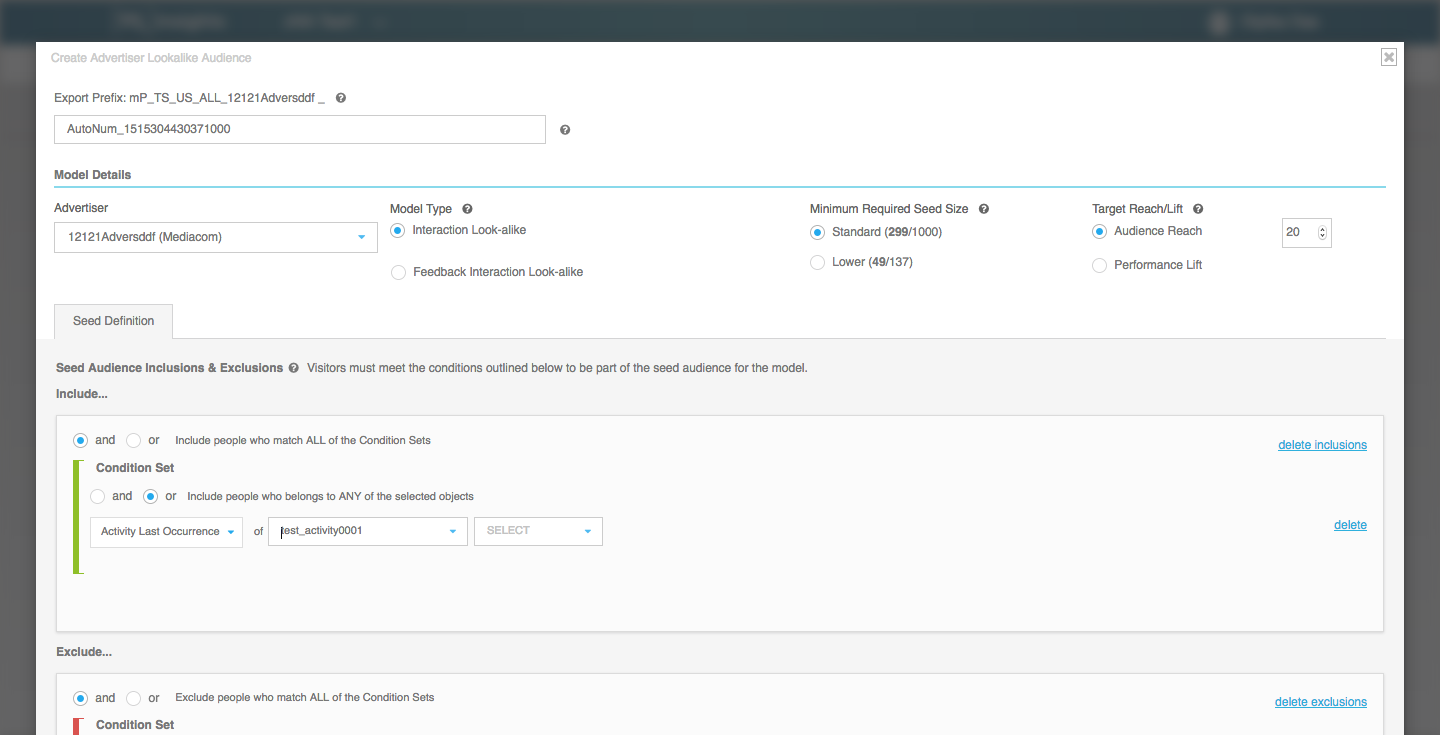 Create Advertiser Lookalike Audience
Export Prefix: mP_TS_US_ALL_12121Adversddf _
AutoNum_1515304430371000
Model Details
Advertiser
12121Adversddf (Mediacom)
Model Type
Interaction Look-alike
Feedback Interaction Look-alike
Minimum Required Seed Size
Standard (299/1000)
Lower (49/137)
Target Reach/Lift
Audience Reach
20
Performance Lift
Seed Definition
Seed Audience Inclusions & Exclusions Visitors must meet the conditions outlined below to be part of the seed audience for the model.
Include...
and or Include people who match ALL of the Condition Sets
delete inclusions
Condition Set
and or Include people who belongs to ANY of the selected objects
Activity Last Occurrence of test_activity0001 SELECT
delete
Exclude...
and or Exclude people who match ALL of the Condition Sets
delete exclusions
Condition Set